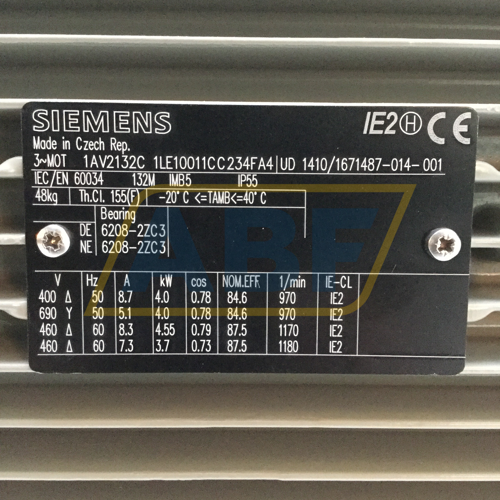 SIEMENS IE2 H CE
Made in Czech Rep.
3~MOT 1AV2132C 1LE10011CC234FA4 UD 1410/1671487-014-001
IEC/EN 60034 132M IMB5 IP55
48kg Th.Cl. 155(F) -20°C <=TAMB<=40°C
Bearing
DE 6208-2ZC3
NE 6208-2ZC3
V Hz A kW cos NOM.EFF 1/min IE-CL
400 Δ 50 8.7 4.0 0.78 84.6 970 IE2
690 Y 50 5.1 4.0 0.78 84.6 970 IE2
460 Δ 60 8.3 4.55 0.79 87.5 1170 IE2
460 Δ 60 7.3 3.7 0.73 87.5 1180 IE2
ABF